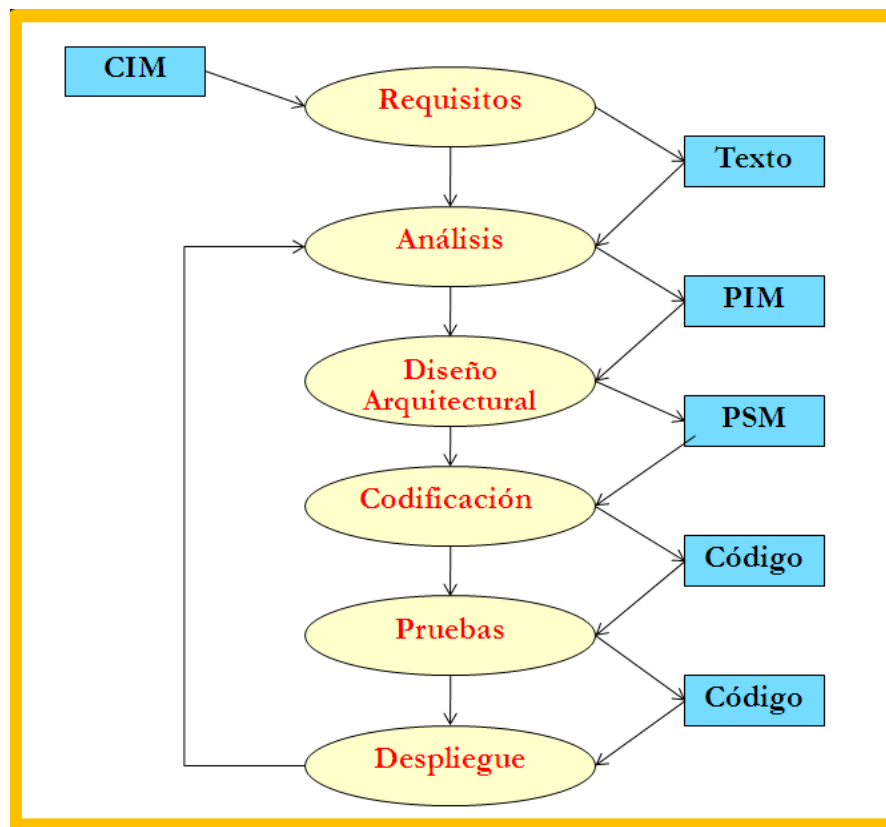 CIM
Requisitos
Texto
Análisis
PIM
Diseño
Arquitectural
PSM
Codificación
Código
Pruebas
Código
Despliegue